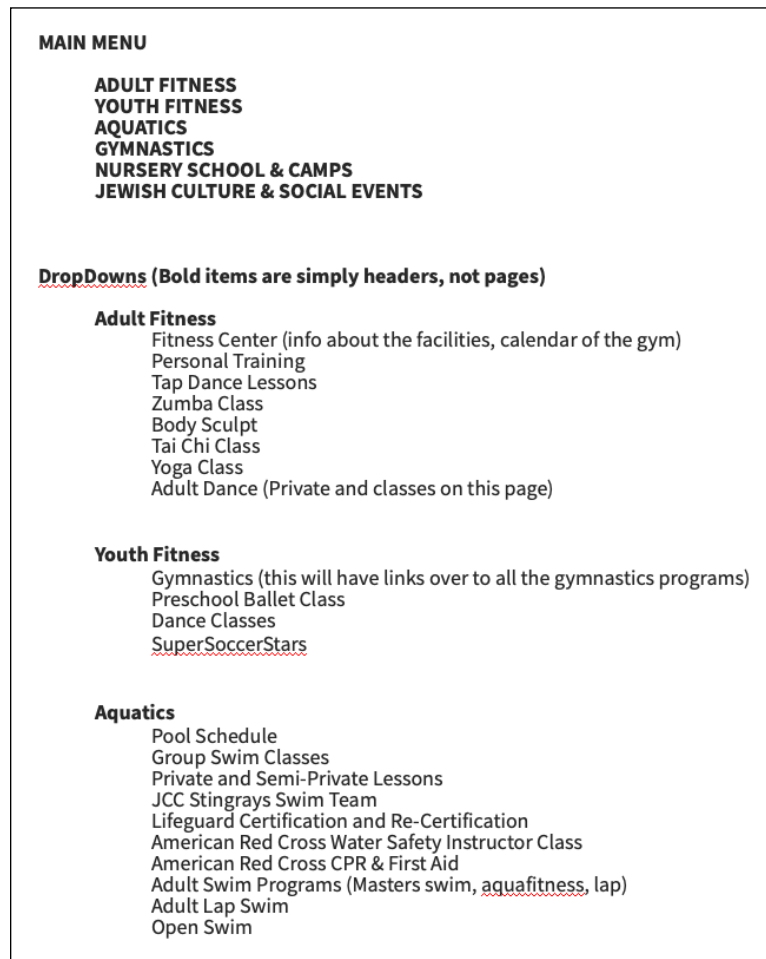 MAIN MENU
ADULT FITNESS
YOUTH FITNESS
AQUATICS
GYMNASTICS
NURSERY SCHOOL & CAMPS
JEWISH CULTURE & SOCIAL EVENTS
DropDowns (Bold items are simply headers, not pages)
Adult Fitness
Fitness Center (info about the facilities, calendar of the gym)
Personal Training
Tap Dance Lessons
Zumba Class
Body Sculpt
Tai Chi Class
Yoga Class
Adult Dance (Private and classes on this page)
Youth Fitness
Gymnastics (this will have links over to all the gymnastics programs)
Preschool Ballet Class
Dance Classes
SuperSoccerStars
Aquatics
Pool Schedule
Group Swim Classes
Private and Semi-Private Lessons
JCC Stingrays Swim Team
Lifeguard Certification and Re-Certification
American Red Cross Water Safety Instructor Class
American Red Cross CPR & First Aid
Adult Swim Programs (Masters swim, aquafitness, lap)
Adult Lap Swim
Open Swim